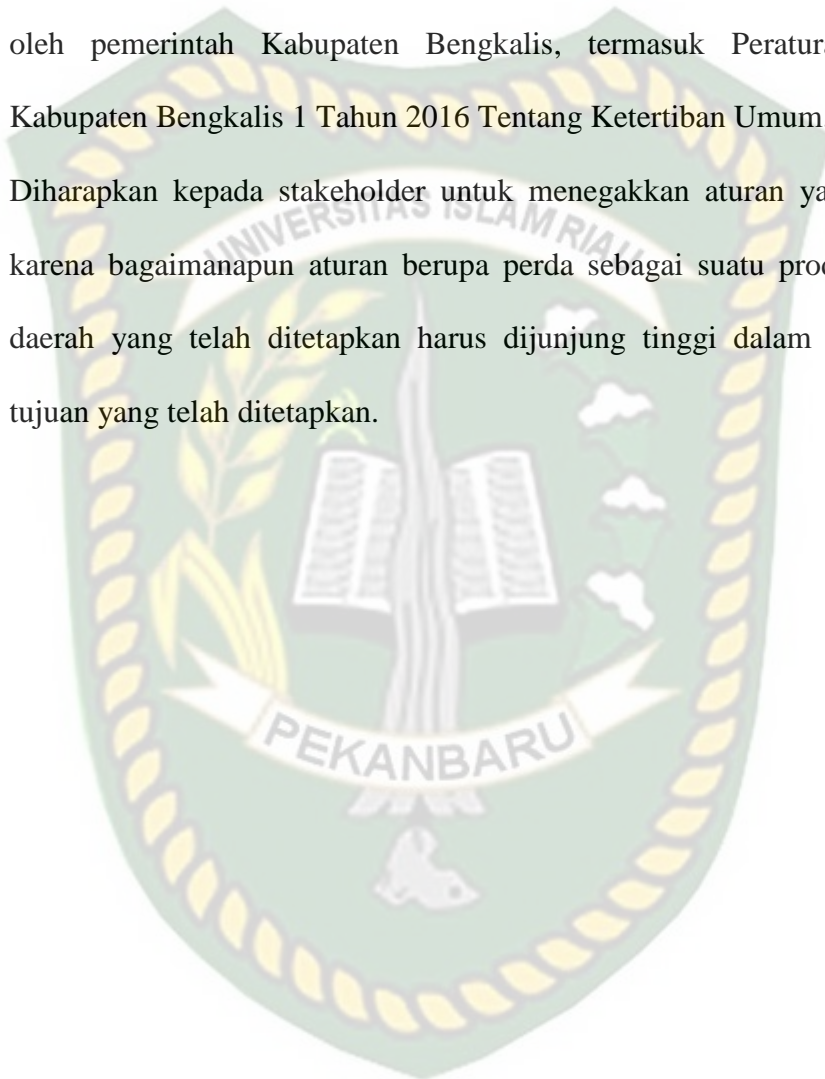 oleh pemerintah Kabupaten Bengkalis, termasuk Peratura
Kabupaten Bengkalis 1 Tahun 2016 Tentang Ketertiban Umum
Diharapkan kepada stakeholder untuk menegakkan aturan ya
UNIVERSITAS ISLAM RIAU
karena bagaimanapun aturan berupa perda sebagai suatu prod
daerah yang telah ditetapkan harus dijunjung tinggi dalam
tujuan yang telah ditetapkan.
PEKANBARU